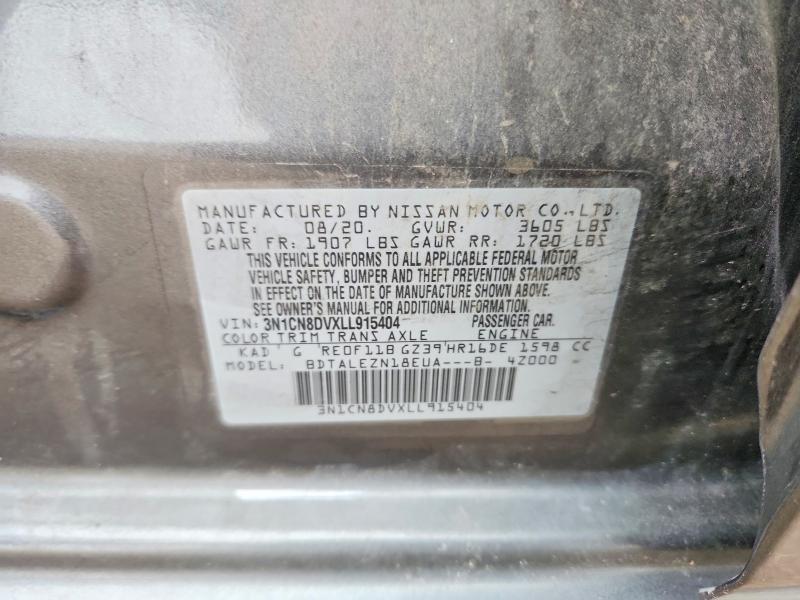 MANUFACTURED BY NISSAN MOTOR CO., LTD.
DATE: 08/20. GVWR: 3605 LBS
GAWR FR: 1907 LBS GAWR RR: 1720 LBS
THIS VEHICLE CONFORMS TO ALL APPLICABLE FEDERAL MOTOR
VEHICLE SAFETY, BUMPER AND THEFT PREVENTION STANDARDS
IN EFFECT ON THE DATE OF MANUFACTURE SHOWN ABOVE.
SEE OWNER'S MANUAL FOR ADDITIONAL INFORMATION.
VIN: 3N1CN8DVXLL915404 PASSENGER CAR.
COLOR TRIM TRANS AXLE ENGINE
KAD G RE0F11B GZ39 HR16DE 1598 CC
MODEL: BDTALEZN18EUA---B- 4Z000 -
3N1CN8DVXLL915404